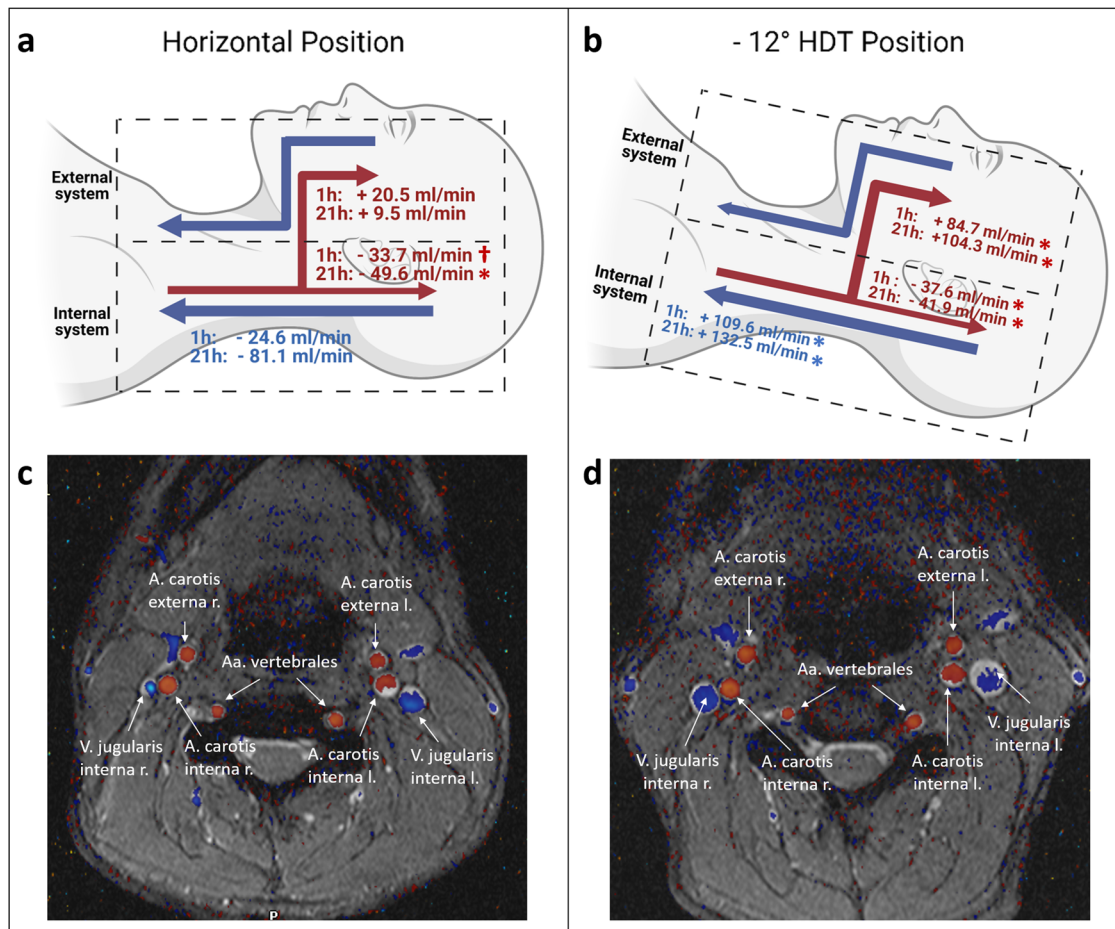 a
Horizontal Position
External
system
1h: + 20.5 ml/min
21h: + 9.5 ml/min
1h: - 33.7 ml/min †
21h: - 49.6 ml/min *
Internal
system
1h: - 24.6 ml/min
21h: - 81.1 ml/min
b
- 12° HDT Position
External
system
1h: + 84.7 ml/min *
21h: +104.3 ml/min *
Internal
system
1h : - 37.6 ml/min *
21h: - 41.9 ml/min *
1h : + 109.6 ml/min *
21h: + 132.5 ml/min *
c
A. carotis
externa r.
A. carotis
externa l.
Aa. vertebrales
V. jugularis
interna r.
A. carotis
interna r.
A. carotis
interna l.
V. jugularis
interna l.
P
d
A. carotis
externa r.
A. carotis
externa l.
Aa. vertebrales
V. jugularis
interna r.
A. carotis
interna r.
A. carotis
interna l.
V. jugularis
interna l.